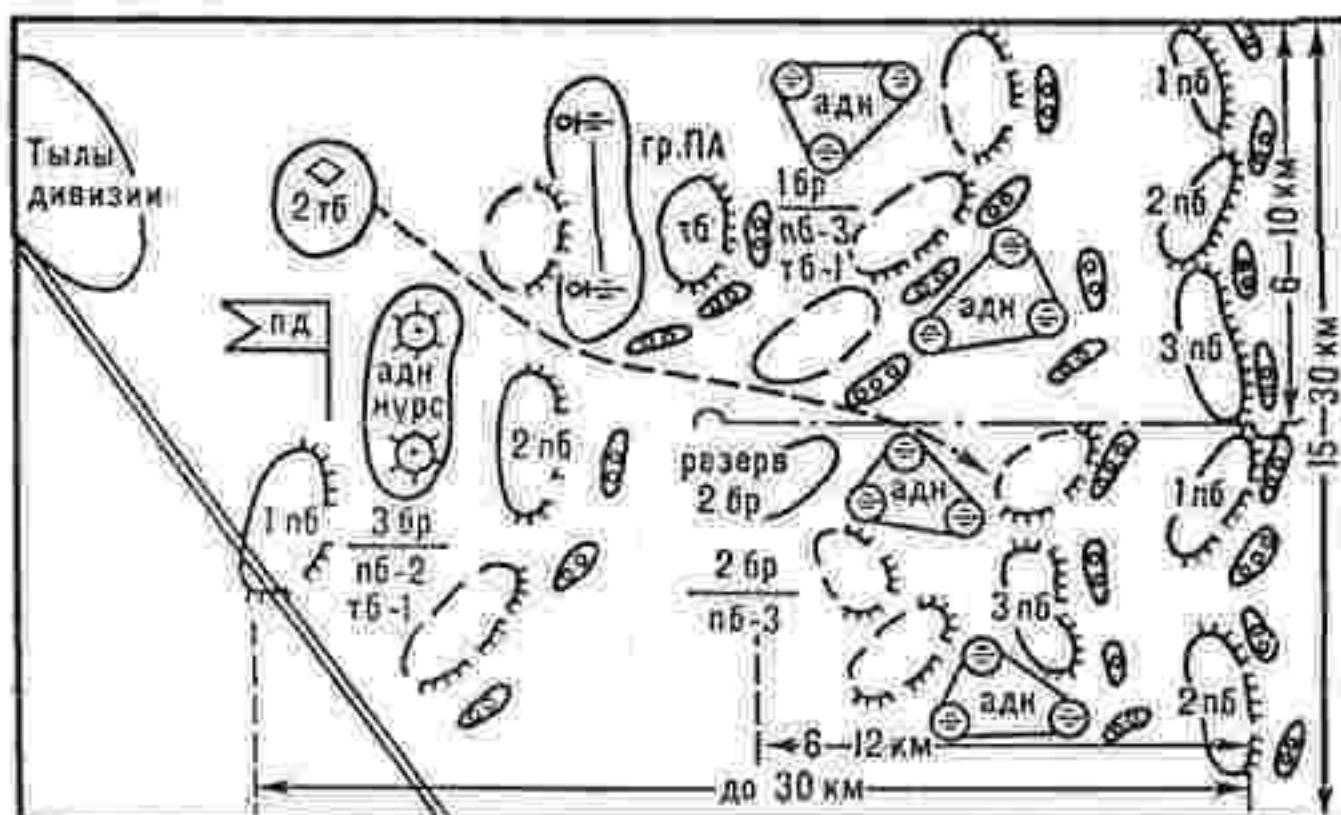 1 пб
адн
гр.ПА
Тылы
дивизии
2 тб
тб
1 бр
пб-3
тб-1
2 пб
6–10 км
15–30 км
адн
3 пб
пд
адн
нурс
2 пб
резерв
2 бр
адн
1 пб
1 пб
3 бр
пб-2
тб-1
2 бр
пб-3
3 пб
адн
2 пб
6–12 км
до 30 км